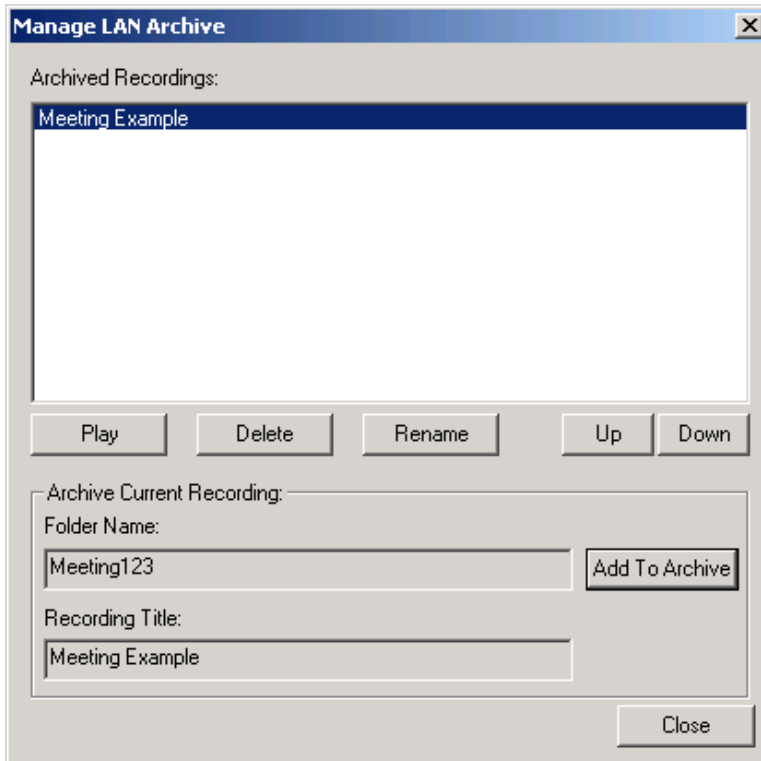 Manage LAN Archive
Archived Recordings:
Meeting Example
Play Delete Rename Up Down
Archive Current Recording:
Folder Name:
Meeting123 Add To Archive
Recording Title:
Meeting Example
Close